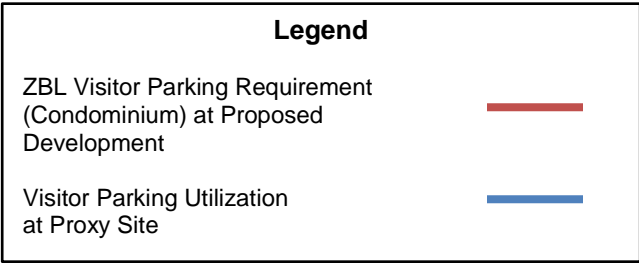 Legend
ZBL Visitor Parking Requirement
(Condominium) at Proposed
Development
Visitor Parking Utilization
at Proxy Site